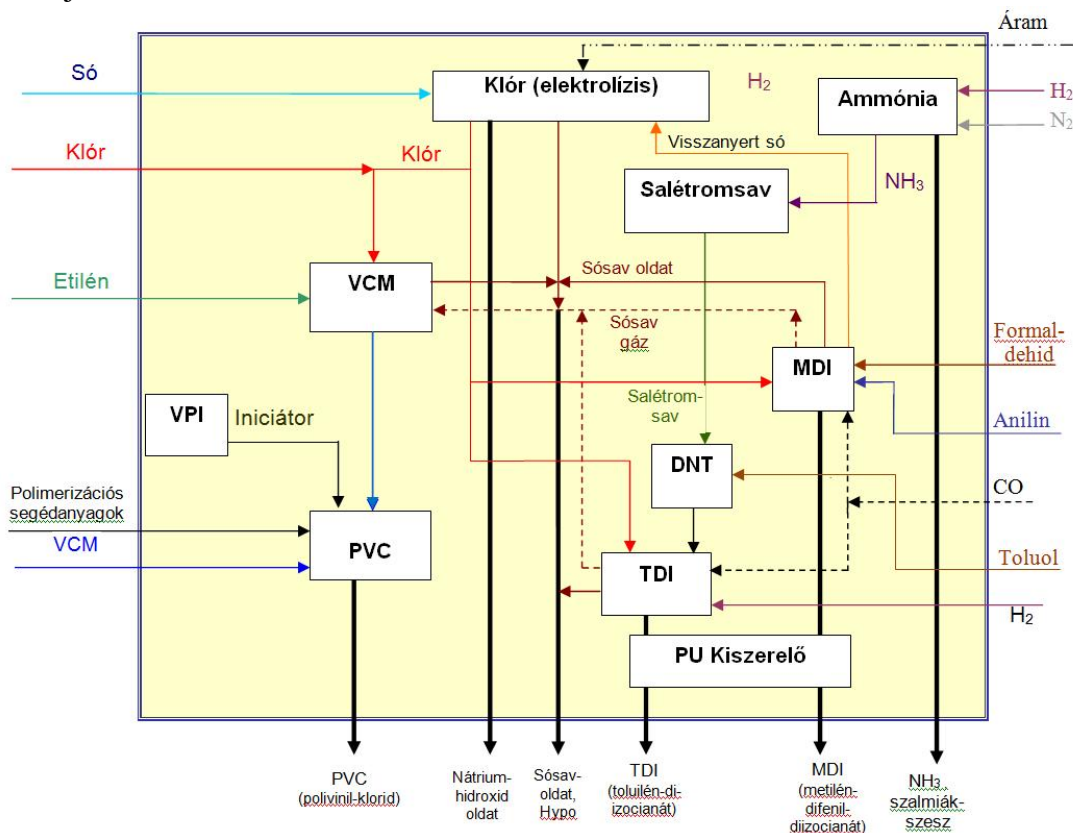 Áram
Só
Klór (elektrolízis)
H2
Ammónia
H2
N2
Klór
Klór
Visszanyert só
Salétromsav
NH3
Etilén
VCM
Sósav oldat
Sósav
gáz
Formal-
dehid
MDI
VPI
Iniciátor
Salétrom-
sav
Anilin
DNT
CO
Polimerizációs
segédanyagok
VCM
PVC
TDI
Toluol
H2
PU Kiszerelő
PVC
(polivinil-klorid)
Nátrium-
hidroxid
oldat
Sósav-
oldat,
Hypo
TDI
(toluilén-di-
izocianát)
MDI
(metilén-
difenil-
diizocianát)
NH3,
szalmiák-
szesz